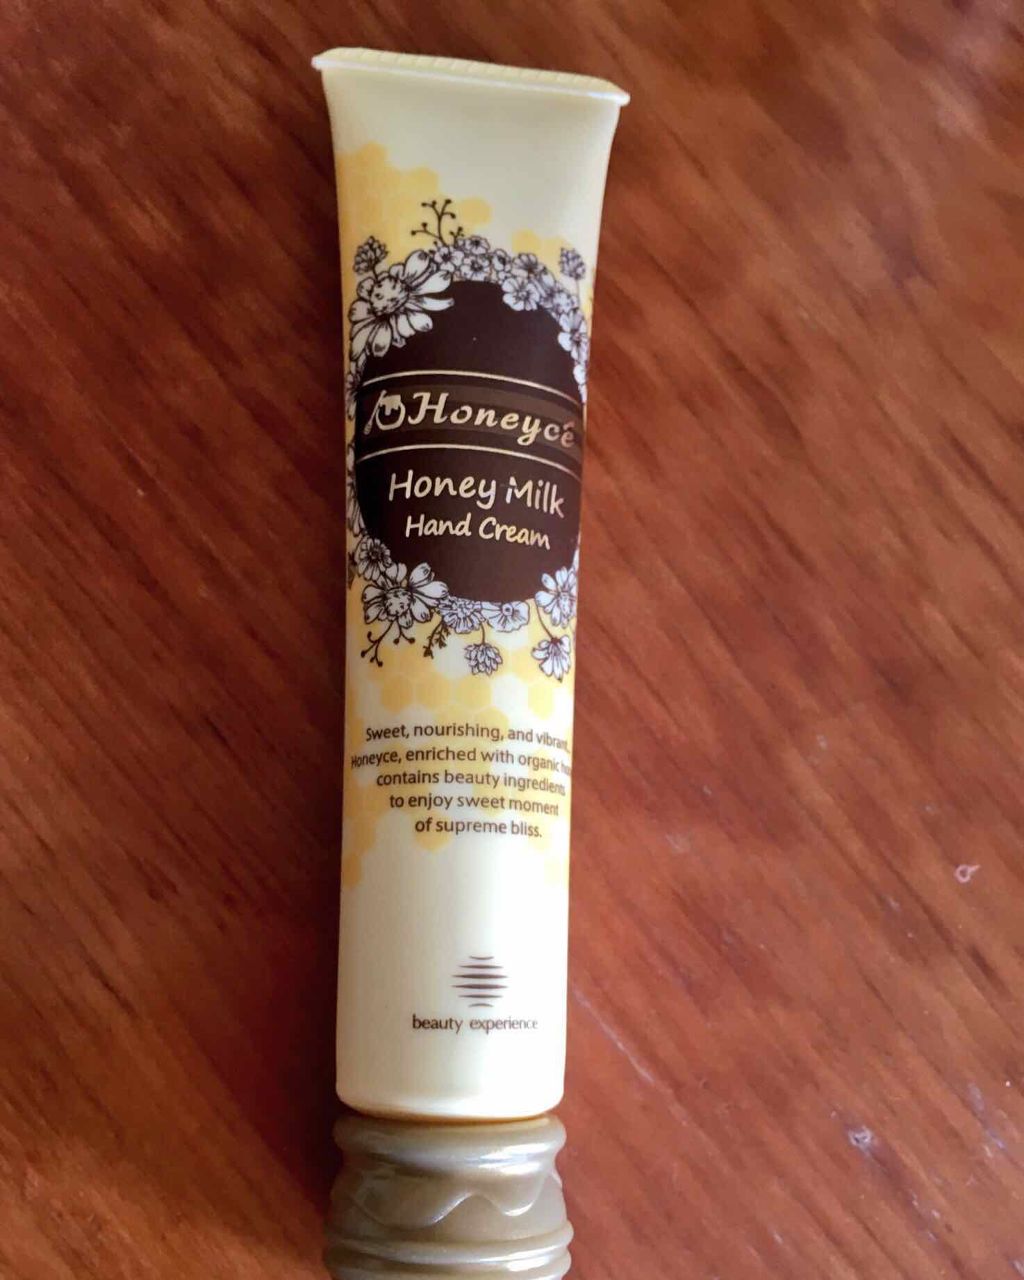 Honeycé
Honey Milk
Hand Cream
Sweet, nourishing, and vibrant...
Honeyce, enriched with organic
contains beauty ingredients
to enjoy sweet moment
of supreme bliss.
beauty experience